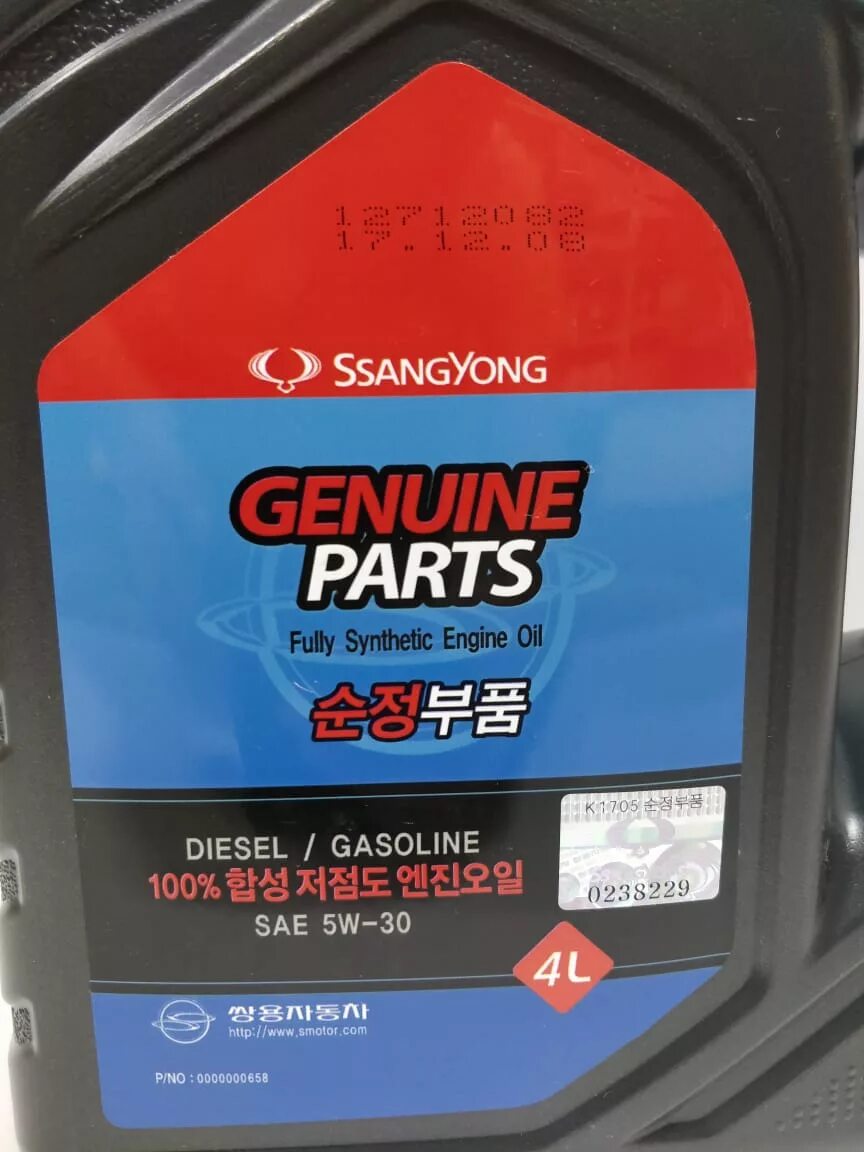 12712082
17.12.08
SSANGYONG
GENUINE
PARTS
Fully Synthetic Engine Oil
순정부품
K1705 순정부품
0238229
DIESEL / GASOLINE
100% 합성 저점도 엔진오일
SAE 5W-30
4L
쌍용자동차
http://www.smotor.com
P/NO : 0000000658